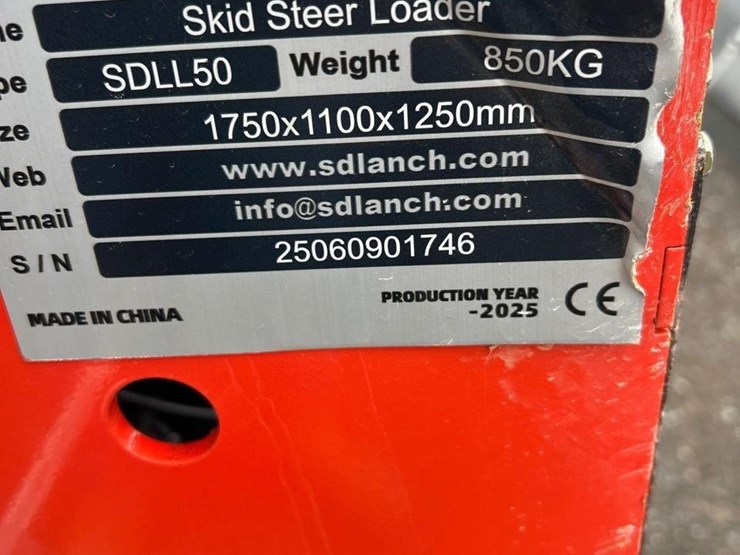 Skid Steer Loader
SDLL50 Weight 850KG
1750x1100x1250mm
www.sdlanch.com
Email info@sdlanch.com
S/N 25060901746
MADE IN CHINA PRODUCTION YEAR -2025 CE